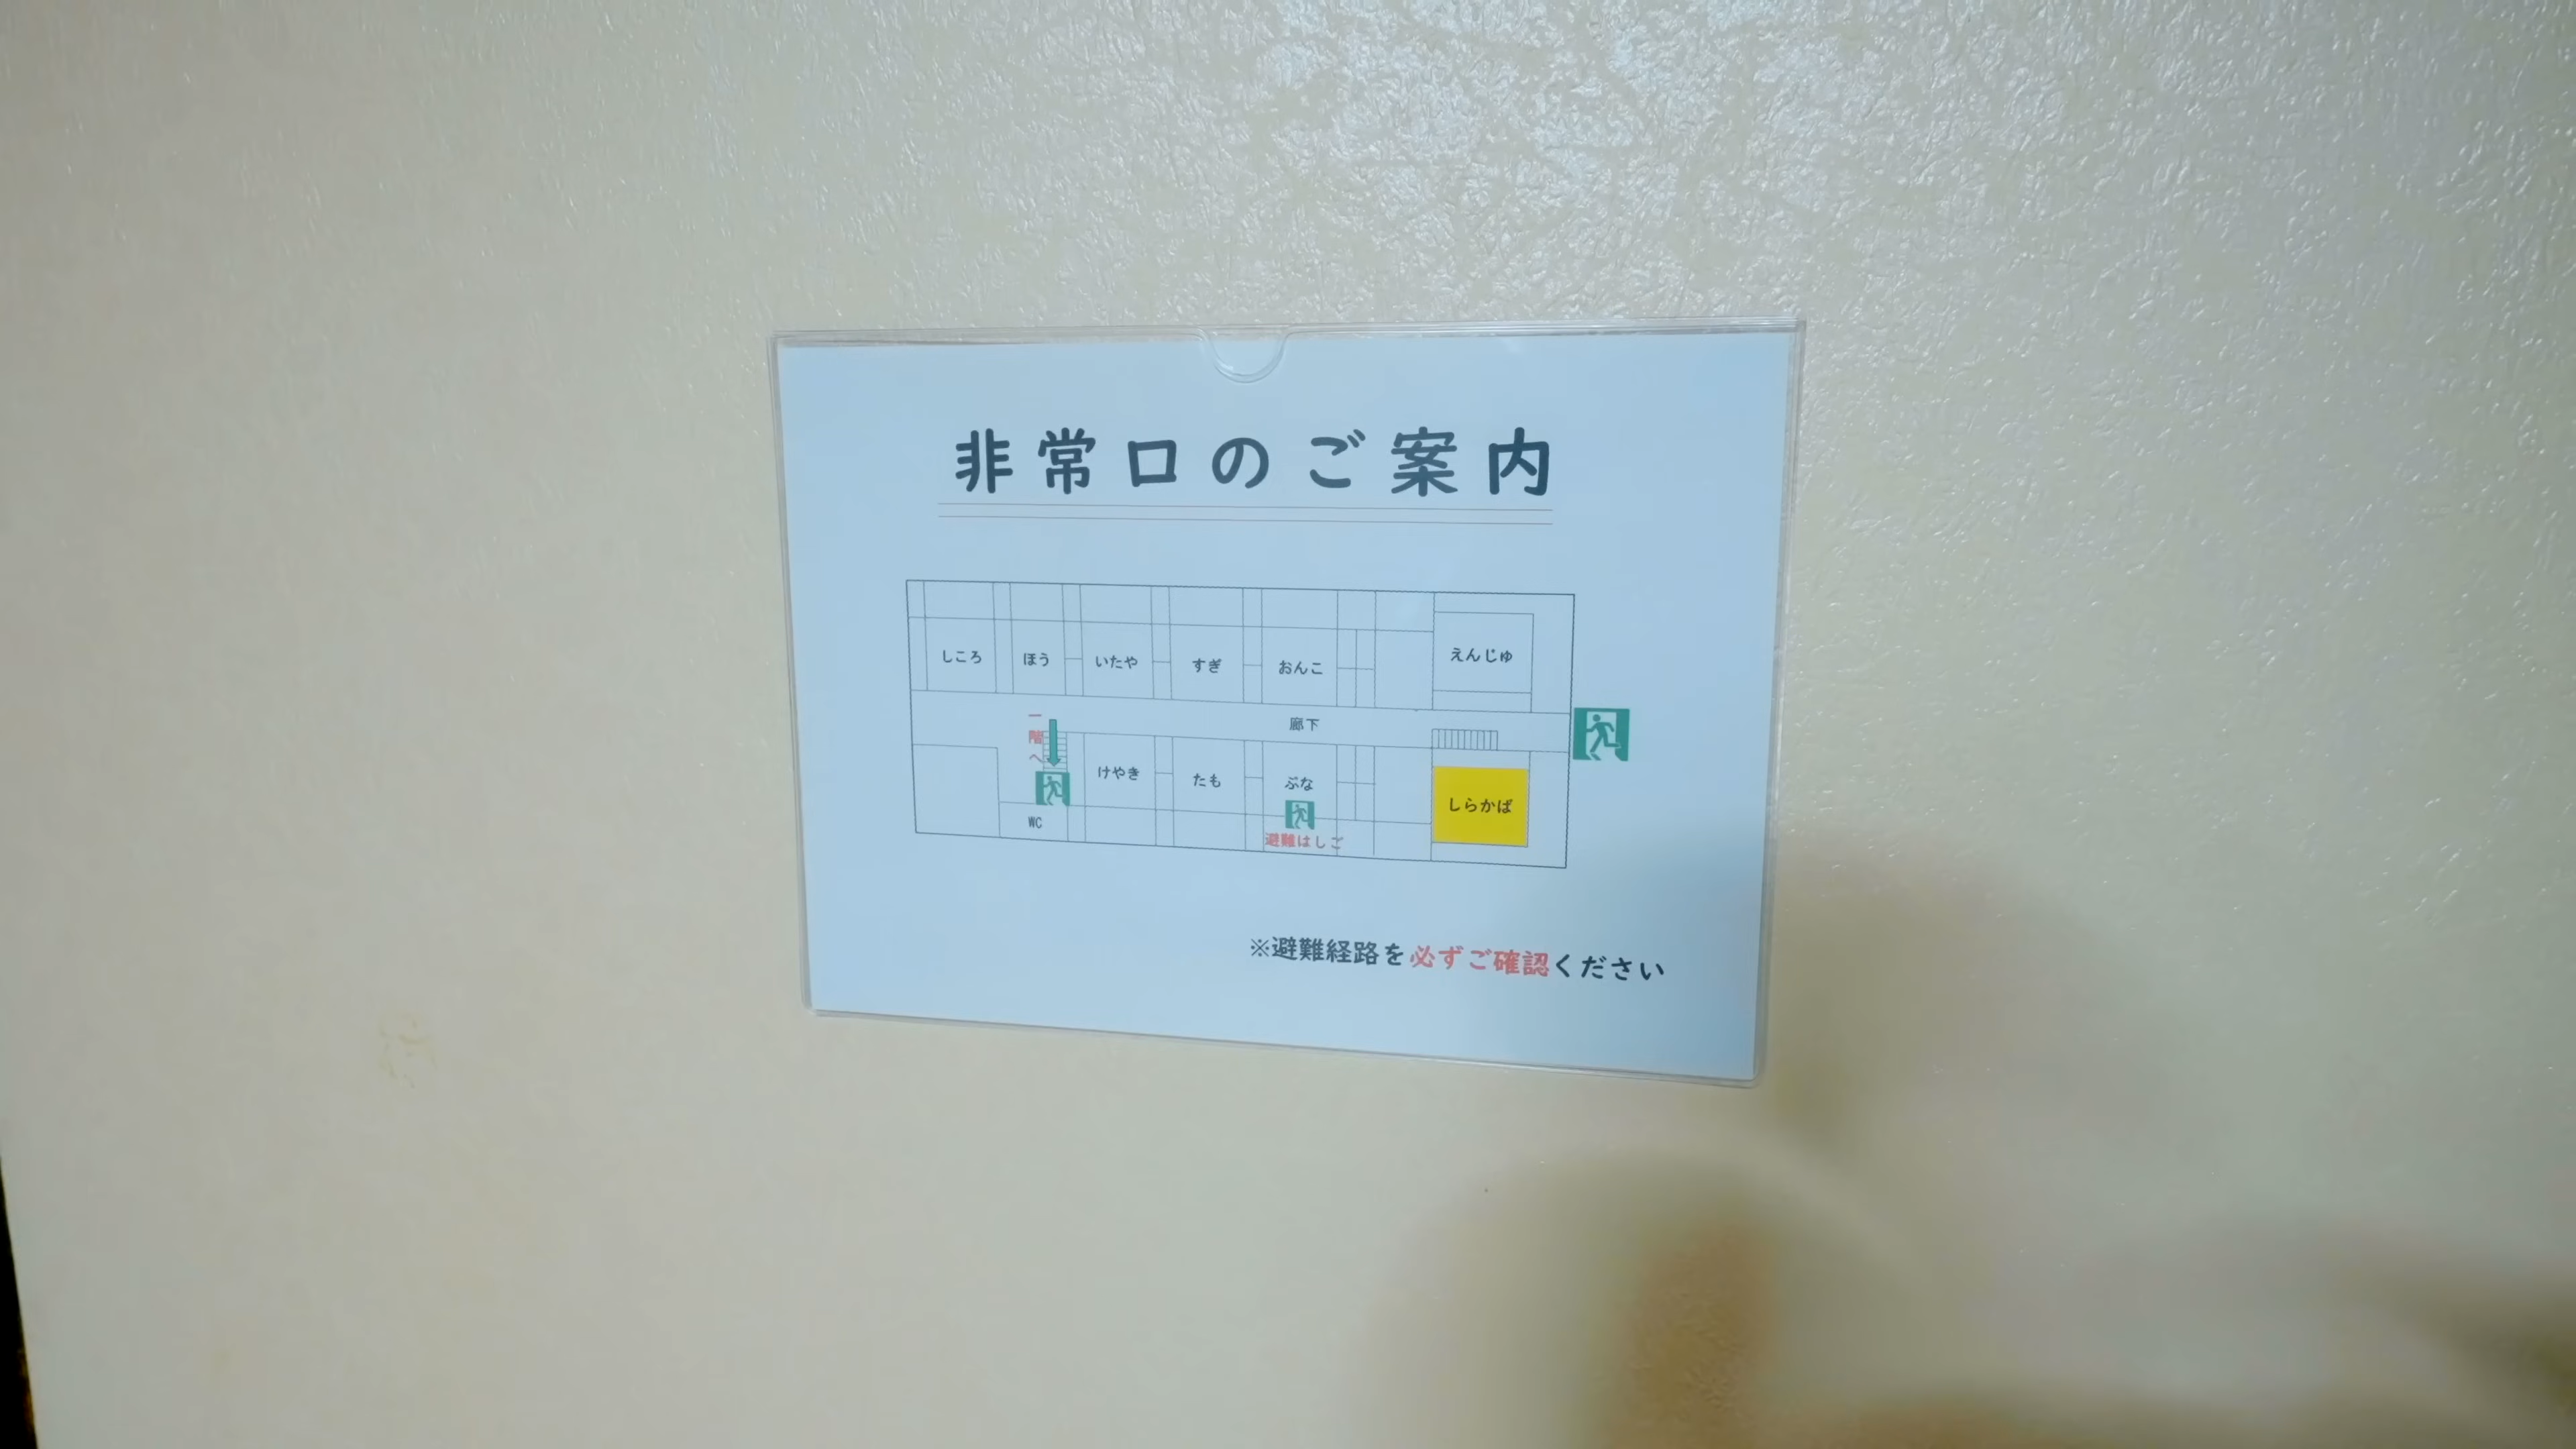 非常口のご案内
しころ
ほう
いたや
すぎ
おんこ
えんじゅ
廊下
一階へ
けやき
たも
ぶな
しらかば
WC
避難はしご
※避難経路を必ずご確認ください